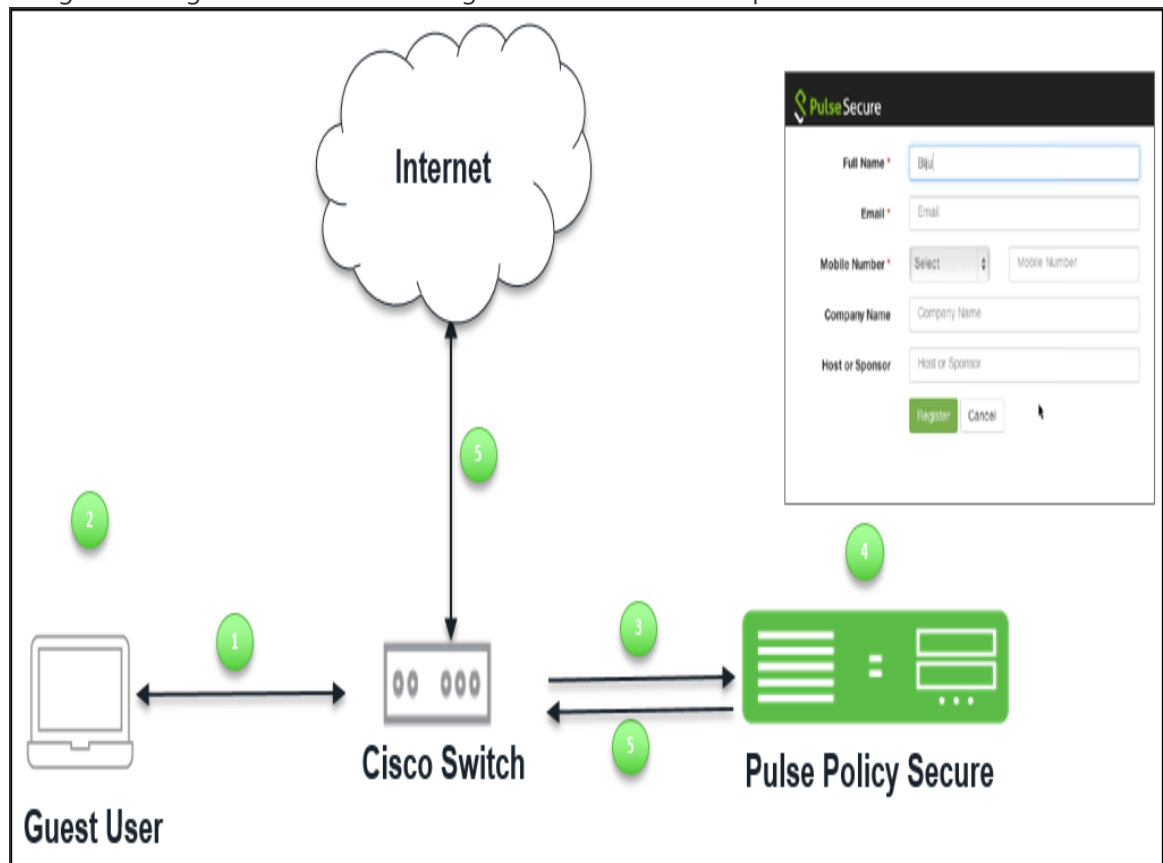 Internet
PulseSecure
Full Name *
Biju
Email *
Email
Mobile Number *
Select
Mobile Number
Company Name
Company Name
Host or Sponsor
Host or Sponsor
Register
Cancel
5
2
4
1
3
5
Cisco Switch
Pulse Policy Secure
Guest User